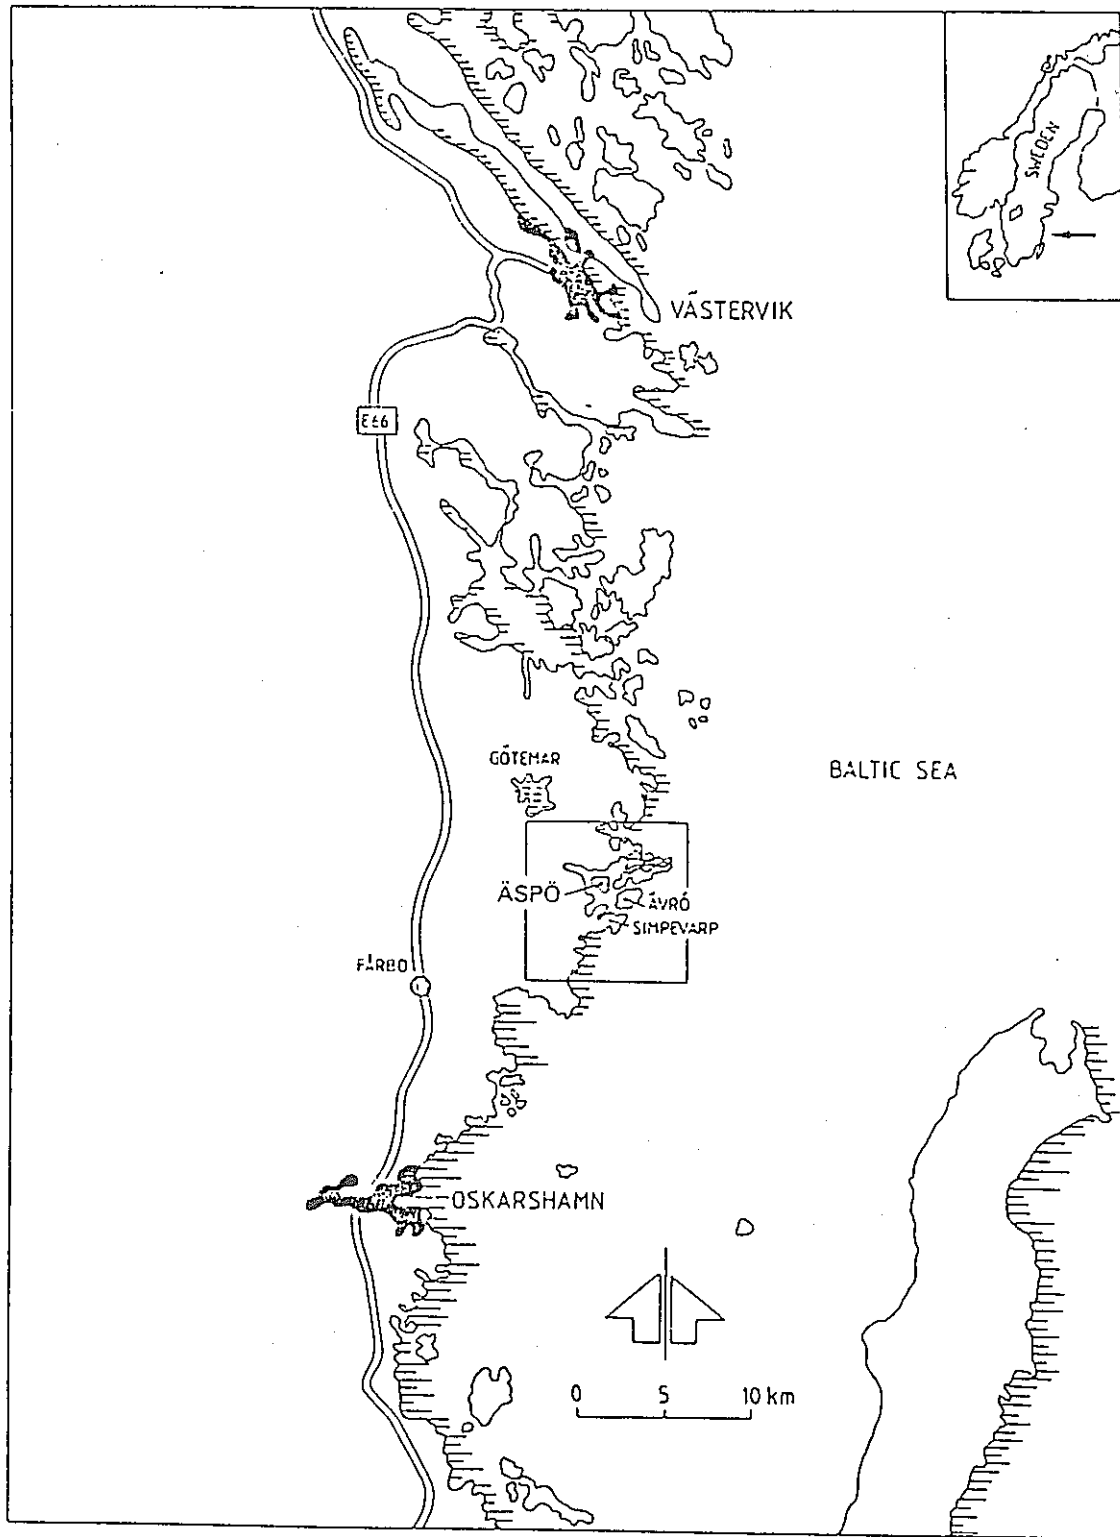 SWEDEN
VÄSTERVIK
E66
GÖTEMAR
BALTIC SEA
ÄSPÖ
ÄVRÖ
SIMPEVARP
FÅRBO
OSKARSHAMN
0 5 10 km